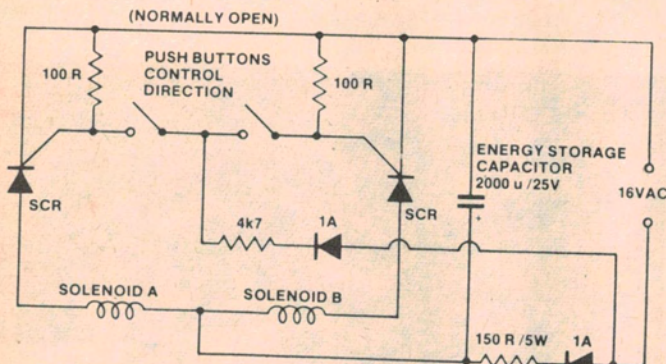 (NORMALLY OPEN)
100 R
PUSH BUTTONS
CONTROL
DIRECTION
100 R
ENERGY STORAGE
CAPACITOR
2000 u /25V
16VAC
SCR
SCR
4k7
1A
+
SOLENOID A
SOLENOID B
150 R /5W
1A